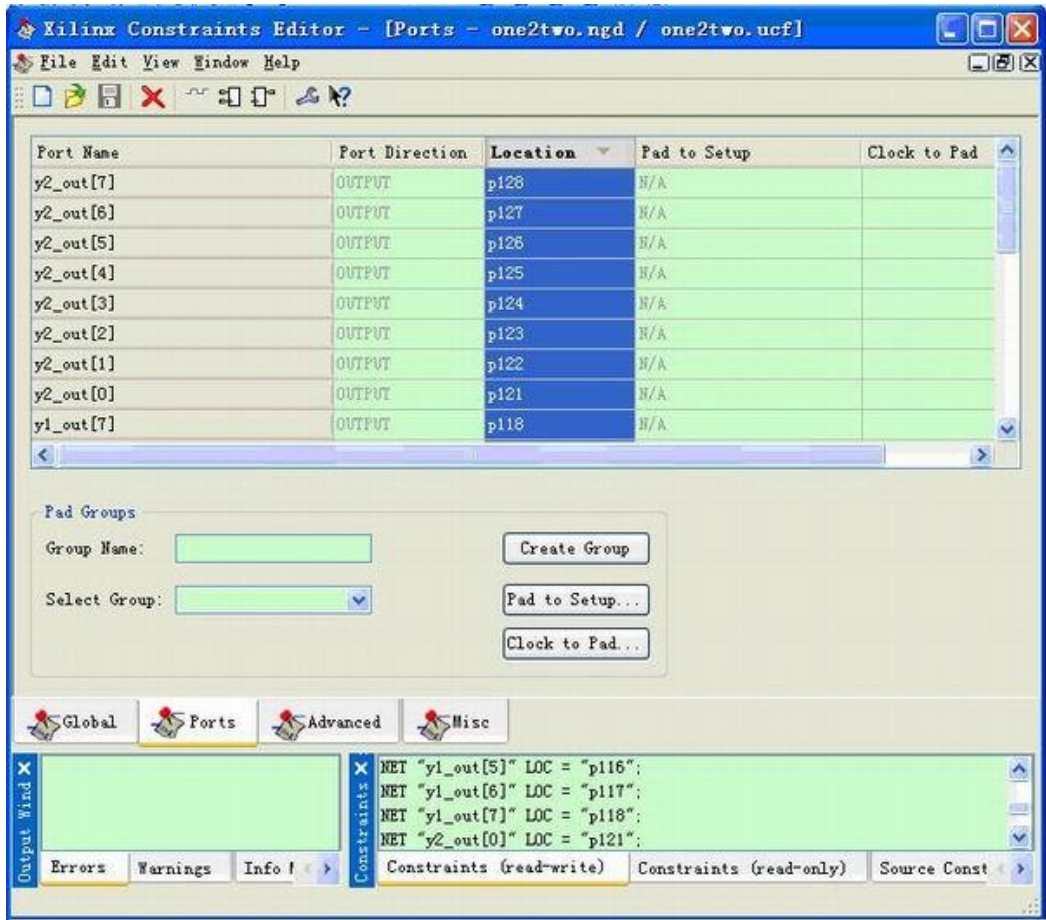 Xilinx Constraints Editor - [Ports - one2two.ngd / one2two.ucf]
File Edit View Window Help
Port Name Port Direction Location Pad to Setup Clock to Pad
y2_out[7] OUTPUT p128 N/A
y2_out[6] OUTPUT p127 N/A
y2_out[5] OUTPUT p126 N/A
y2_out[4] OUTPUT p125 N/A
y2_out[3] OUTPUT p124 N/A
y2_out[2] OUTPUT p123 N/A
y2_out[1] OUTPUT p122 N/A
y2_out[0] OUTPUT p121 N/A
y1_out[7] OUTPUT p118 N/A
Pad Groups
Group Name: Create Group
Select Group: Pad to Setup...
Clock to Pad...
Global Ports Advanced Misc
Output Wind
Errors Warnings Info
Constraints
NET "y1_out[5]" LOC = "p116";
NET "y1_out[6]" LOC = "p117";
NET "y1_out[7]" LOC = "p118";
NET "y2_out[0]" LOC = "p121";
Constraints (read-write) Constraints (read-only) Source Const